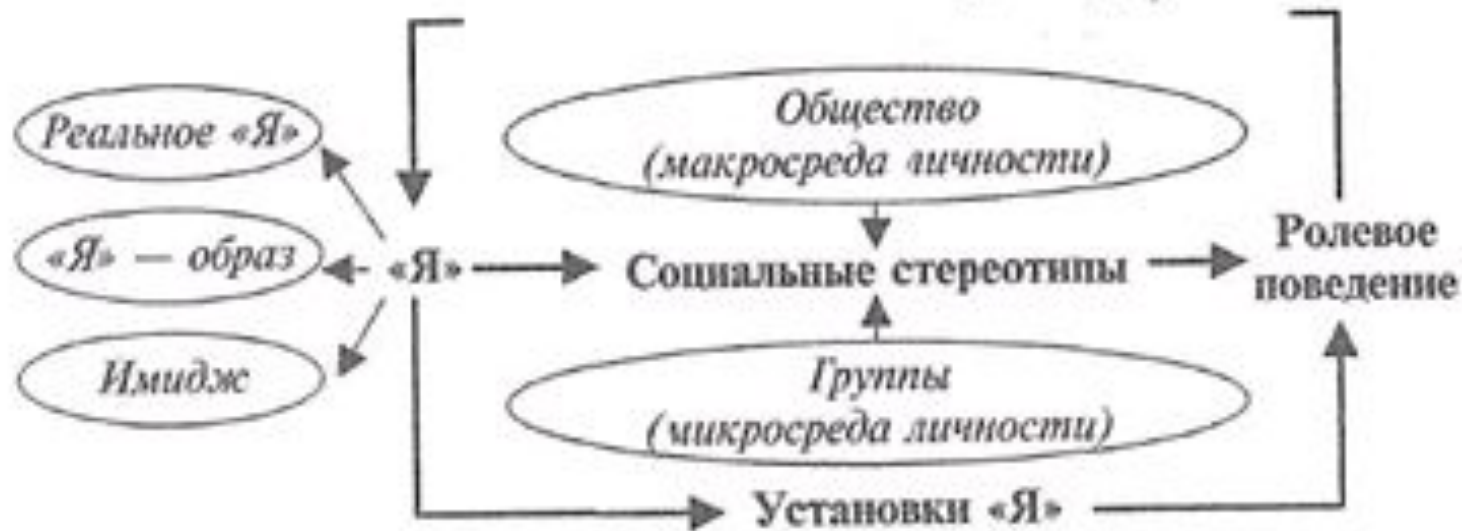 Общество
(макросреда личности)
Реальное «Я»
«Я» — образ
Имидж
«Я»
Социальные стереотипы
Ролевое
поведение
Группы
(микросреда личности)
Установки «Я»